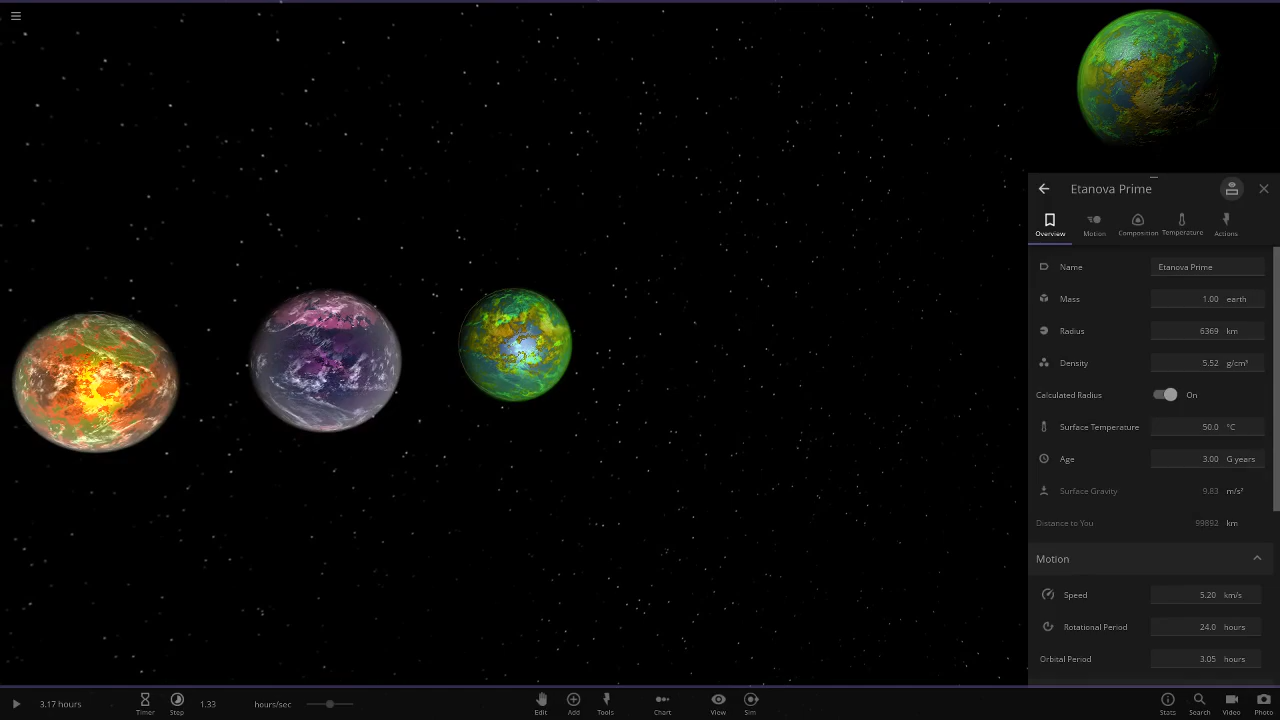 Etanova Prime
Overview Motion Composition Temperature Actions
Name Etanova Prime
Mass 1.00 earth
Radius 6369 km
Density 5.52 g/cm³
Calculated Radius On
Surface Temperature 50.0 °C
Age 3.00 G years
Surface Gravity 9.83 m/s²
Distance to You 99892 km
Motion
Speed 5.20 km/s
Rotational Period 24.0 hours
Orbital Period 3.05 hours
3.17 hours Timer Step 1.33 hours/sec Edit Add Tools Chart View Sim Stats Search Video Photo